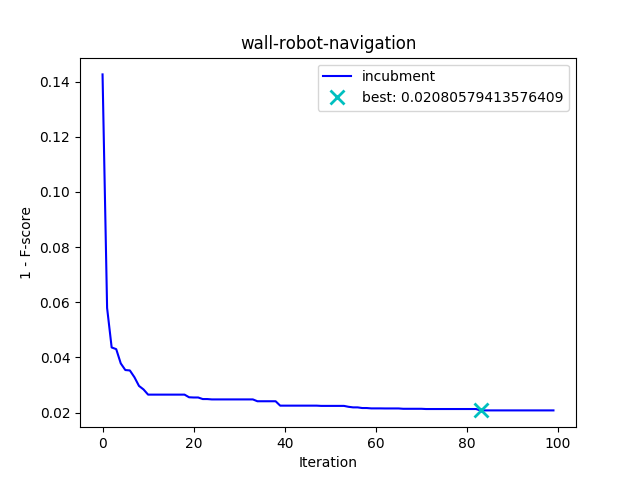 wall-robot-navigation
incubment
best: 0.02080579413576409
1 - F-score
0.14
0.12
0.10
0.08
0.06
0.04
0.02
0 20 40 60 80 100
Iteration